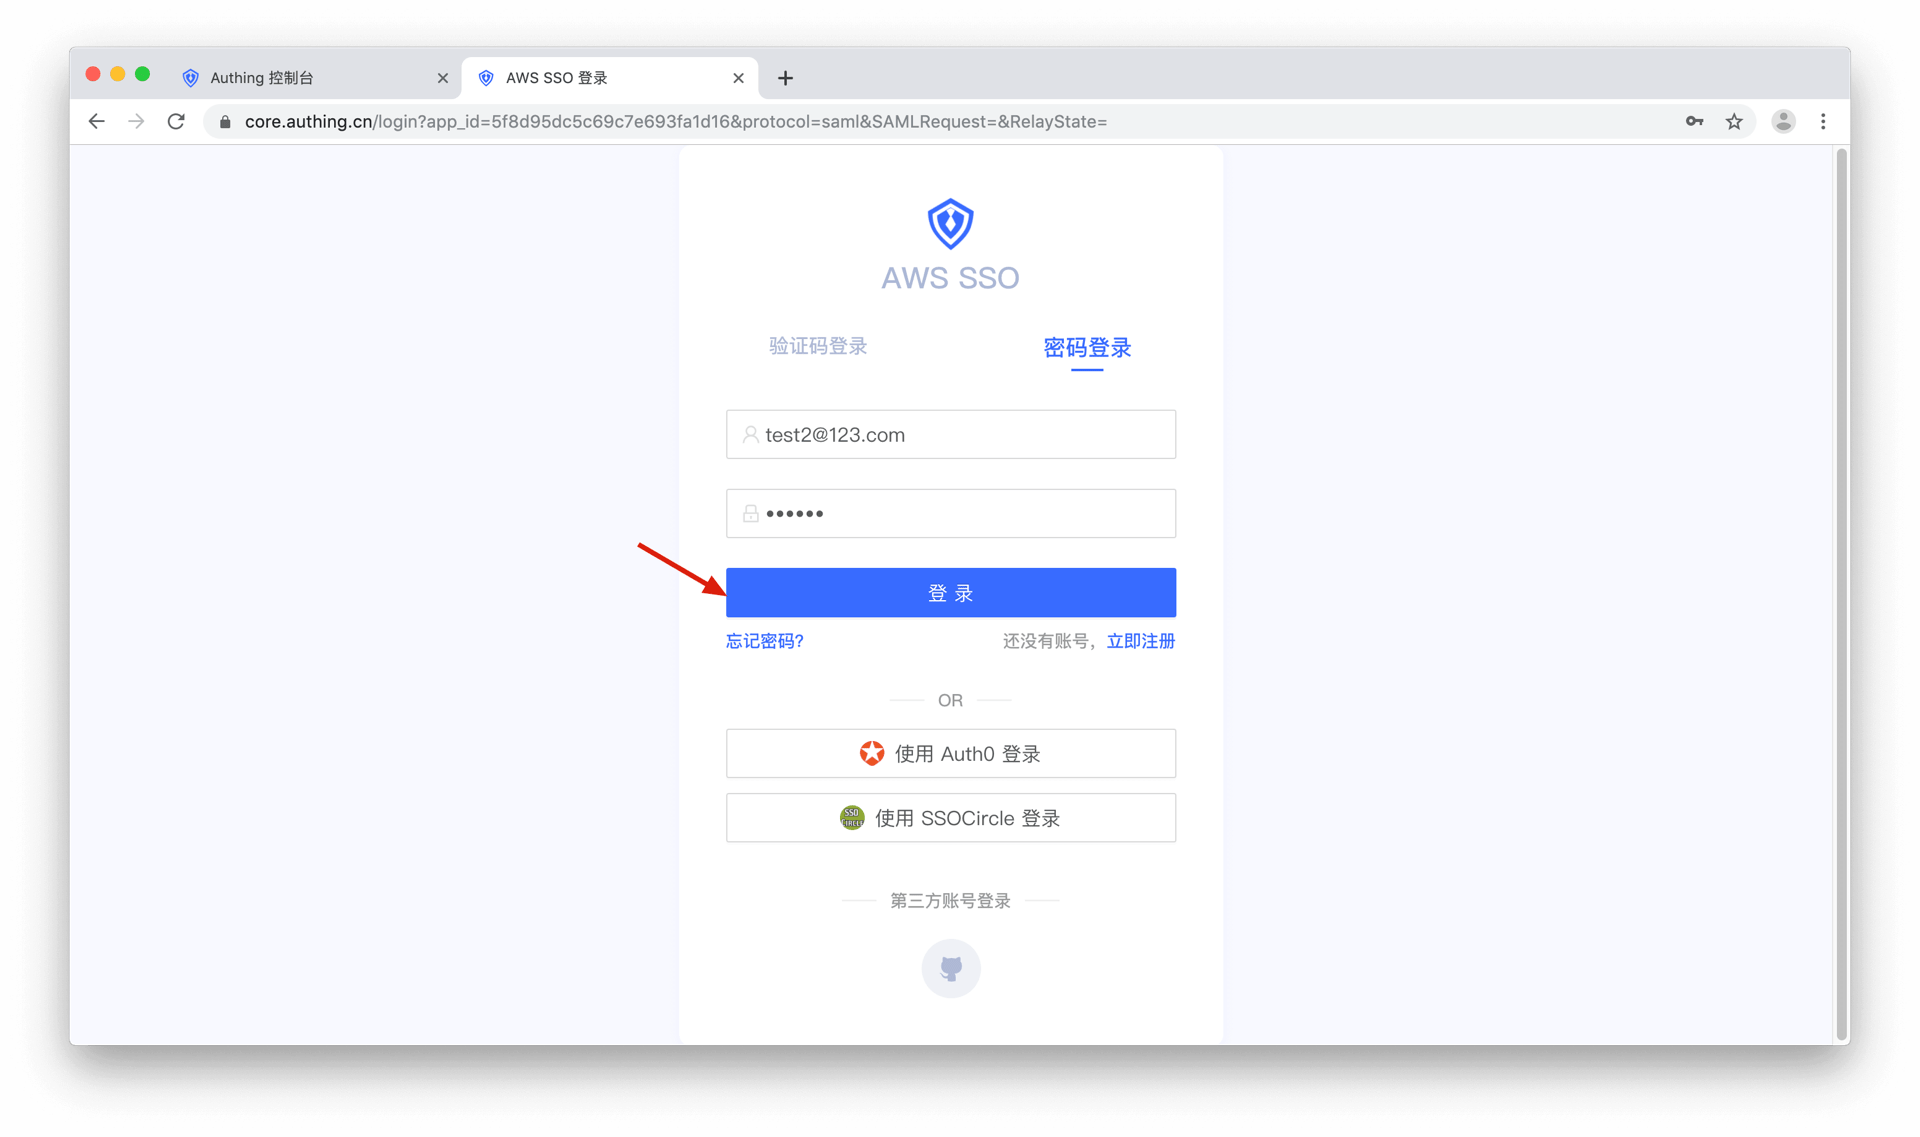 Authing 控制台
AWS SSO 登录
core.authing.cn/login?app_id=5f8d95dc5c69c7e693fa1d16&protocol=saml&SAMLRequest=&RelayState=
AWS SSO
验证码登录
密码登录
test2@123.com
••••••
登 录
忘记密码?
还没有账号，立即注册
OR
使用 Auth0 登录
SSO
CIRCLE
使用 SSOCircle 登录
第三方账号登录